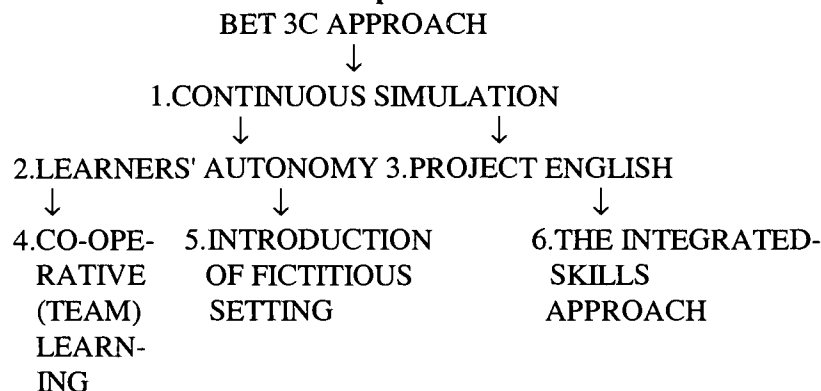 BET 3C APPROACH
↓
1.CONTINUOUS SIMULATION
↓ ↓
2.LEARNERS' AUTONOMY 3.PROJECT ENGLISH
↓ ↓ ↓
4.CO-OPE- 5.INTRODUCTION 6.THE INTEGRATED-
RATIVE OF FICTITIOUS SKILLS
(TEAM) SETTING APPROACH
LEARN-
ING